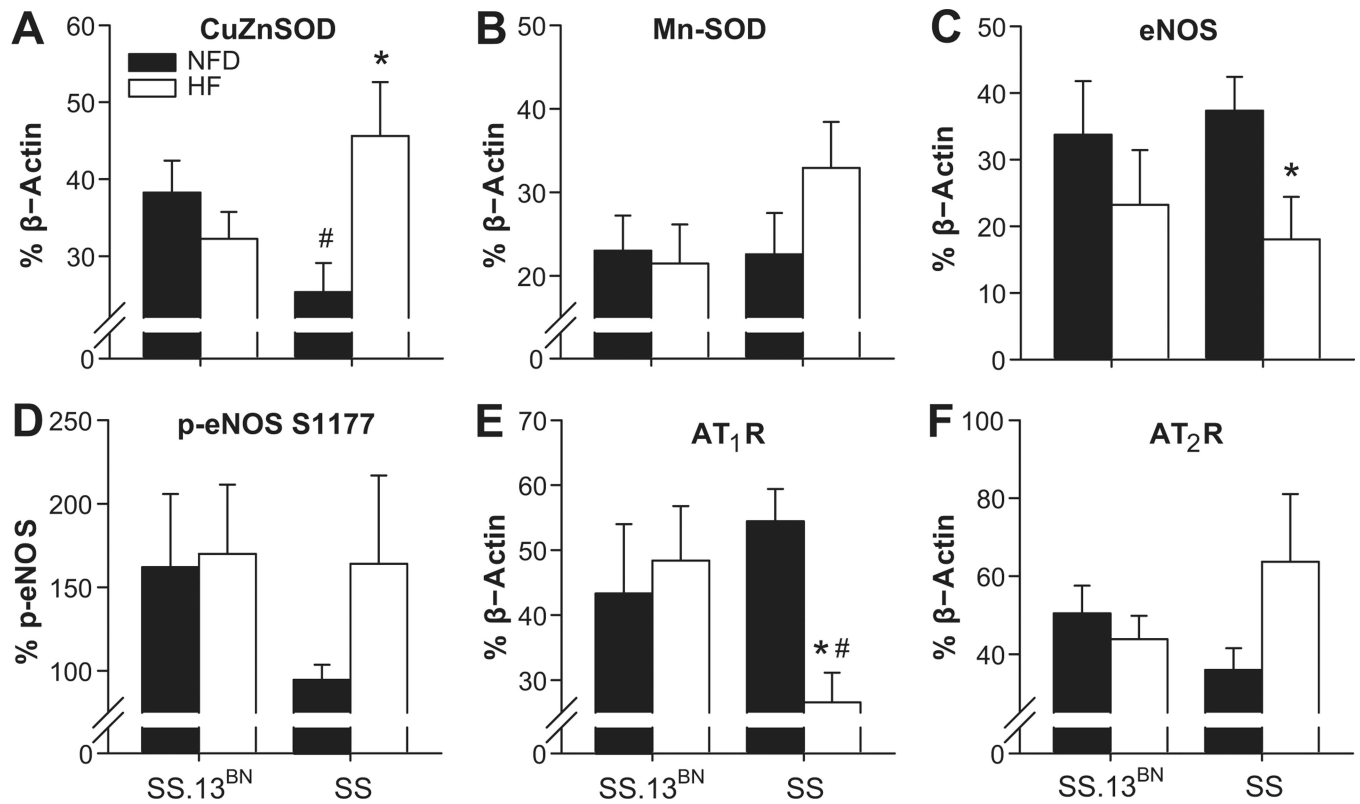 A
CuZnSOD
NFD
HF
% β−Actin
60
50
40
30
0
#
*
B
Mn-SOD
% β−Actin
50
40
30
20
0
C
eNOS
% β−Actin
50
40
30
20
10
0
*
D
p-eNOS S1177
% p-eNOS
250
200
150
100
0
SS.13BN
SS
E
AT1R
% β−Actin
70
60
50
40
30
0
* #
SS.13BN
SS
F
AT2R
% β−Actin
100
80
60
40
0
SS.13BN
SS